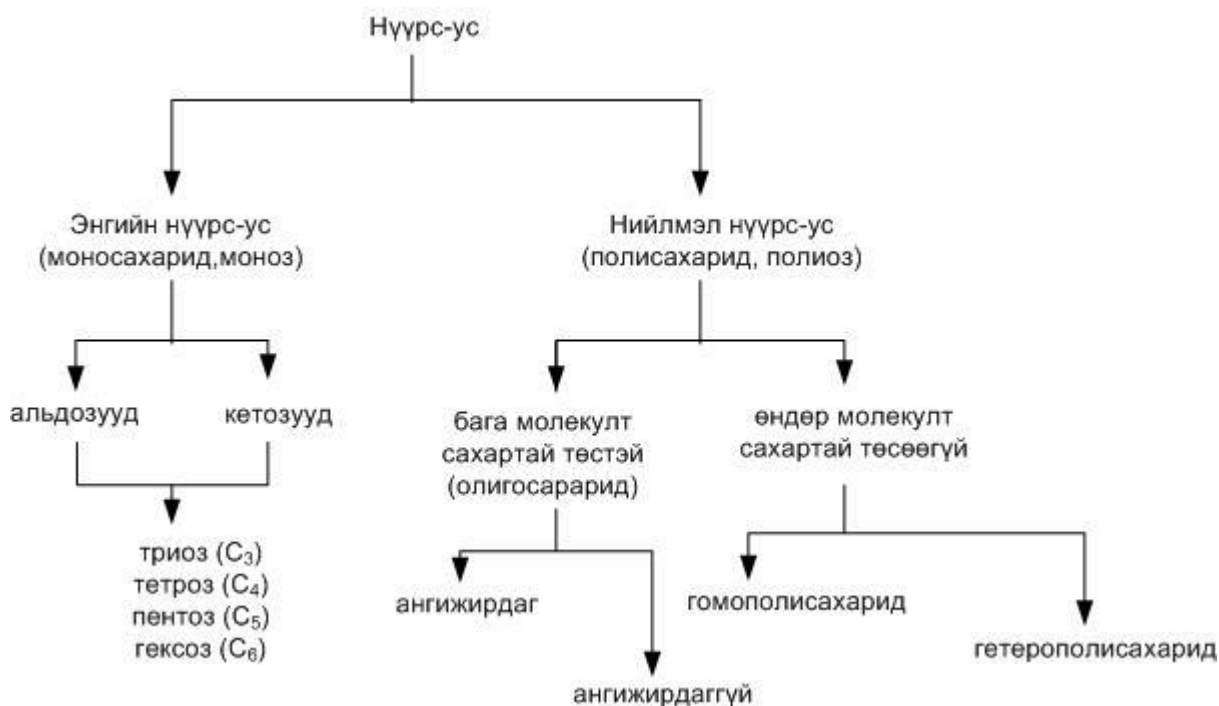 Нүүрс-ус
Энгийн нүүрс-ус
(моносахарид,моноз)
Нийлмэл нүүрс-ус
(полисахарид, полиоз)
альдозууд
кетозууд
бага молекулт
сахартай төстэй
(олигосарарид)
өндөр молекулт
сахартай төсөөгүй
триоз (C₃)
тетроз (C₄)
пентоз (C₅)
гексоз (C₆)
ангижирдаг
ангижирдаггүй
гомополисахарид
гетерополисахарид